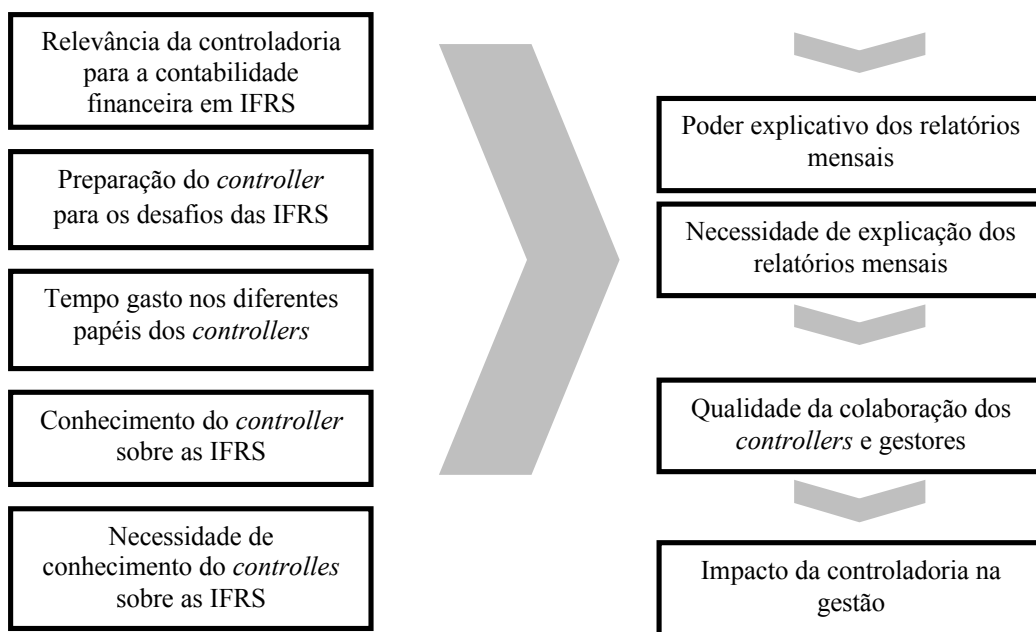 Relevância da controladoria
para a contabilidade
financeira em IFRS
Preparação do controller
para os desafios das IFRS
Tempo gasto nos diferentes
papéis dos controllers
Conhecimento do controller
sobre as IFRS
Necessidade de
conhecimento do controlles
sobre as IFRS
Poder explicativo dos relatórios
mensais
Necessidade de explicação dos
relatórios mensais
Qualidade da colaboração dos
controllers e gestores
Impacto da controladoria na
gestão